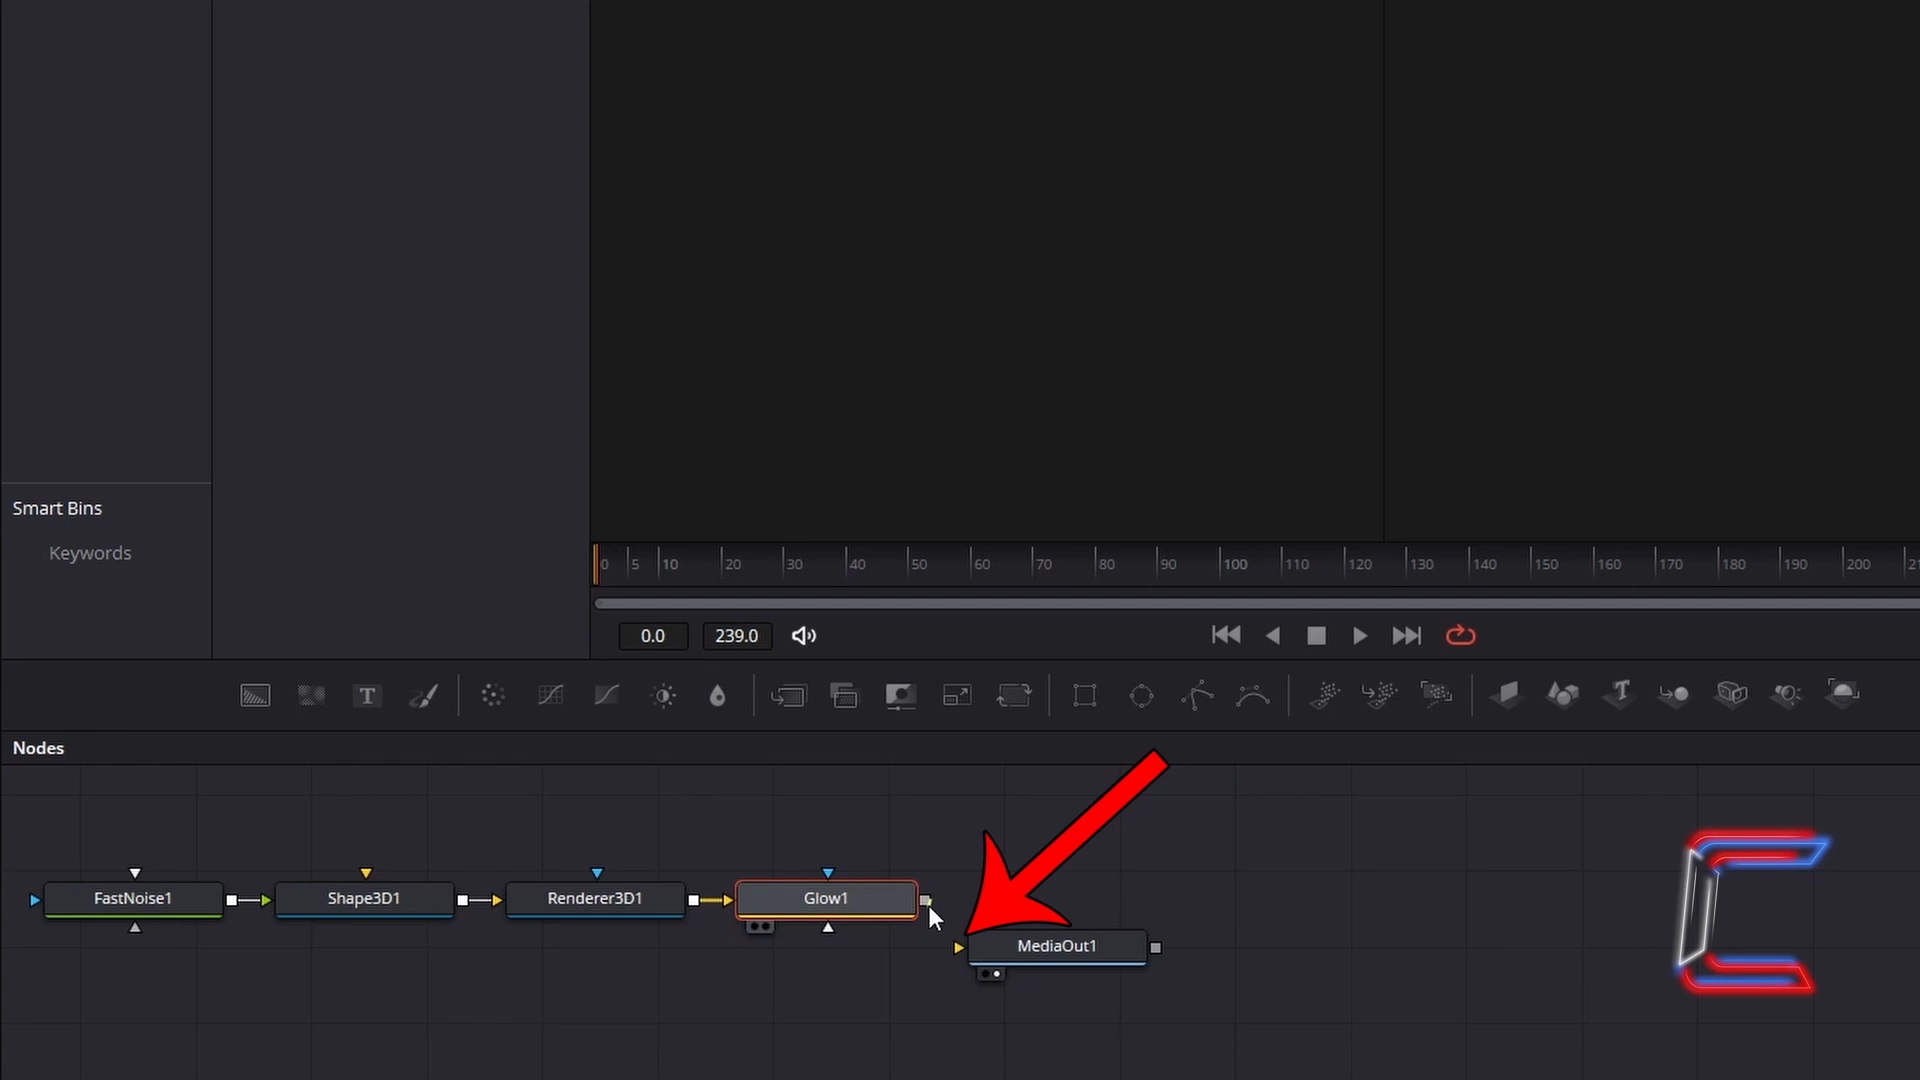 Smart Bins
Keywords
0 5 10 20 30 40 50 60 70 80 90 100 110 120 130 140 150 160 170 180 190 200
0.0 239.0
T
T
Nodes
FastNoise1 Shape3D1 Renderer3D1 Glow1
MediaOut1
C